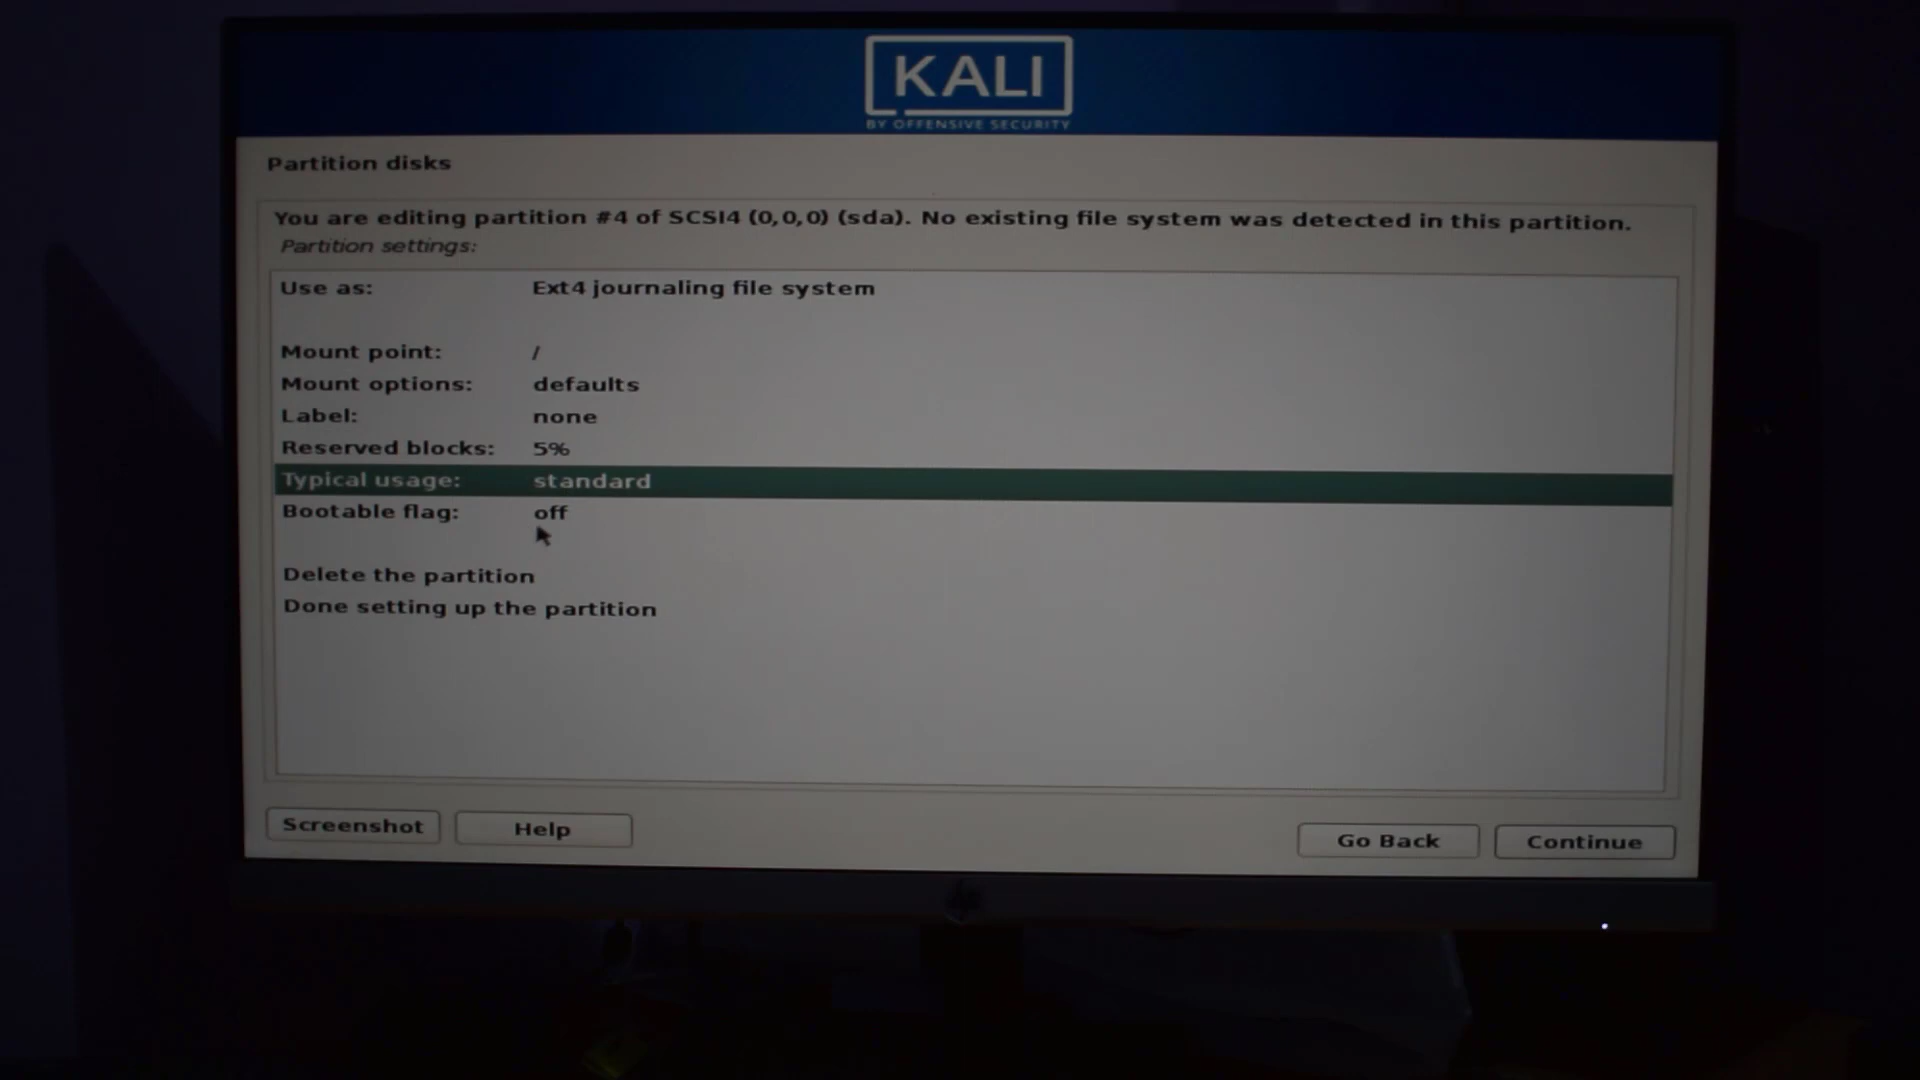 KALI
BY OFFENSIVE SECURITY
Partition disks
You are editing partition #4 of SCSI4 (0,0,0) (sda). No existing file system was detected in this partition.
Partition settings:
Use as: Ext4 journaling file system
Mount point: /
Mount options: defaults
Label: none
Reserved blocks: 5%
Typical usage: standard
Bootable flag: off
Delete the partition
Done setting up the partition
Screenshot Help Go Back Continue
hp